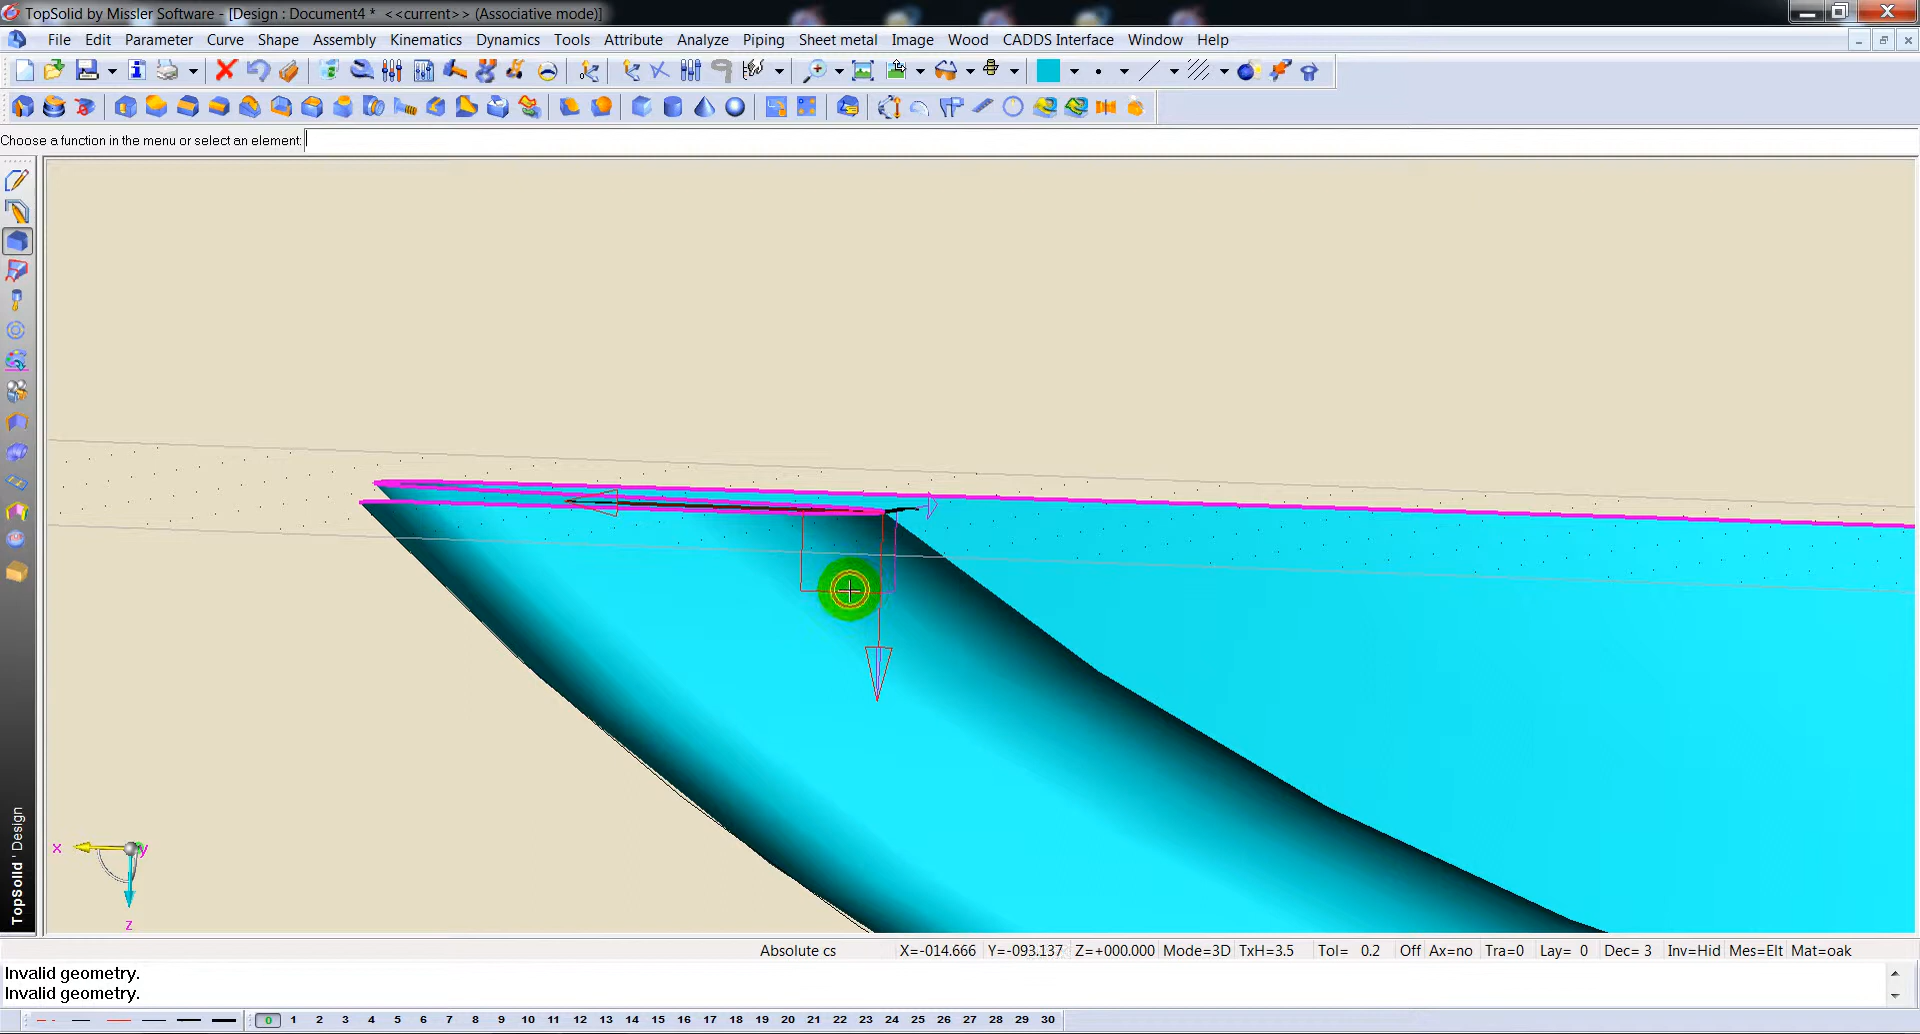 TopSolid by Missler Software - [Design : Document4 *  <<current>> (Associative mode)]
File Edit Parameter Curve Shape Assembly Kinematics Dynamics Tools Attribute Analyze Piping Sheet metal Image Wood CADDS Interface Window Help
Choose a function in the menu or select an element:
TopSolid'Design
x
y
z
Absolute cs X=-014.666 Y=-093.137 Z=+000.000 Mode=3D TxH=3.5 Tol= 0.2 Off Ax=no Tra=0 Lay= 0 Dec= 3 Inv=Hid Mes=Elt Mat=oak
Invalid geometry.
Invalid geometry.
0 1 2 3 4 5 6 7 8 9 10 11 12 13 14 15 16 17 18 19 20 21 22 23 24 25 26 27 28 29 30